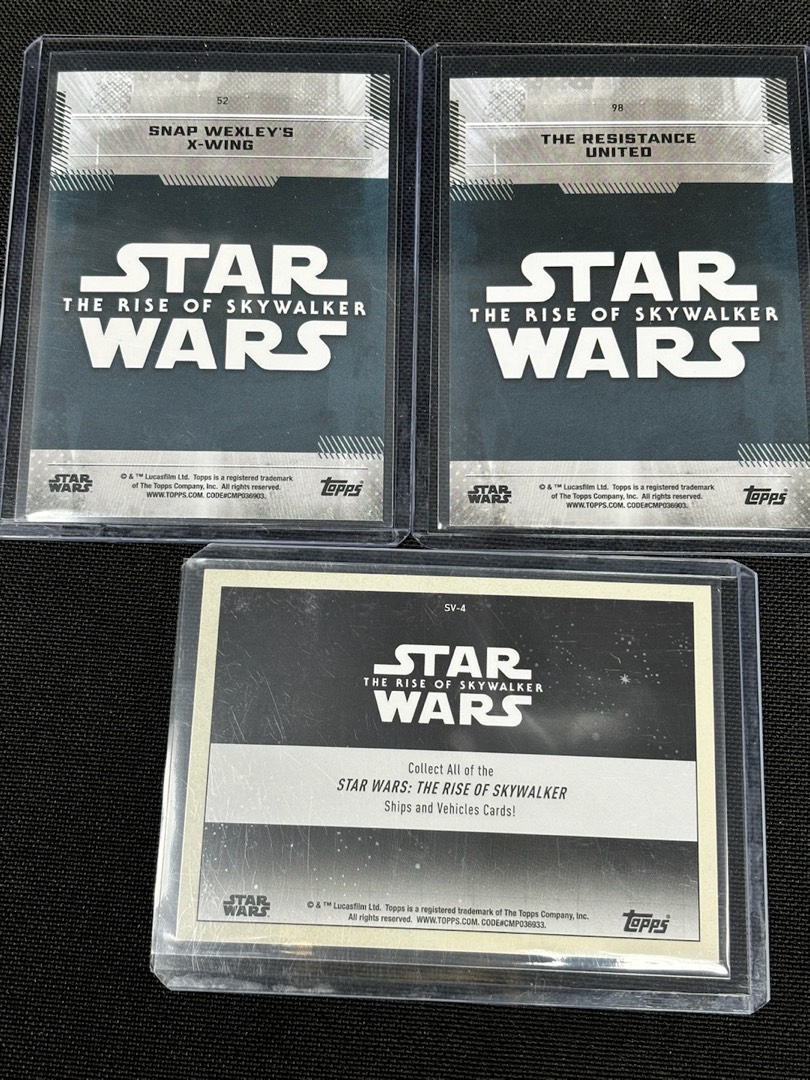 52
SNAP WEXLEY'S
X-WING
STAR
THE RISE OF SKYWALKER
WARS
STAR
WARS
© & ™ Lucasfilm Ltd. Topps is a registered trademark
of The Topps Company, Inc. All rights reserved.
WWW.TOPPS.COM. CODE#CMP036903.
Topps
98
THE RESISTANCE
UNITED
STAR
THE RISE OF SKYWALKER
WARS
STAR
WARS
© & ™ Lucasfilm Ltd. Topps is a registered trademark
of The Topps Company, Inc. All rights reserved.
WWW.TOPPS.COM. CODE#CMP036903.
Topps
SV-4
STAR
THE RISE OF SKYWALKER
WARS
Collect All of the
STAR WARS: THE RISE OF SKYWALKER
Ships and Vehicles Cards!
STAR
WARS
© & ™ Lucasfilm Ltd. Topps is a registered trademark of The Topps Company, Inc.
All rights reserved. WWW.TOPPS.COM. CODE#CMP036933.
Topps